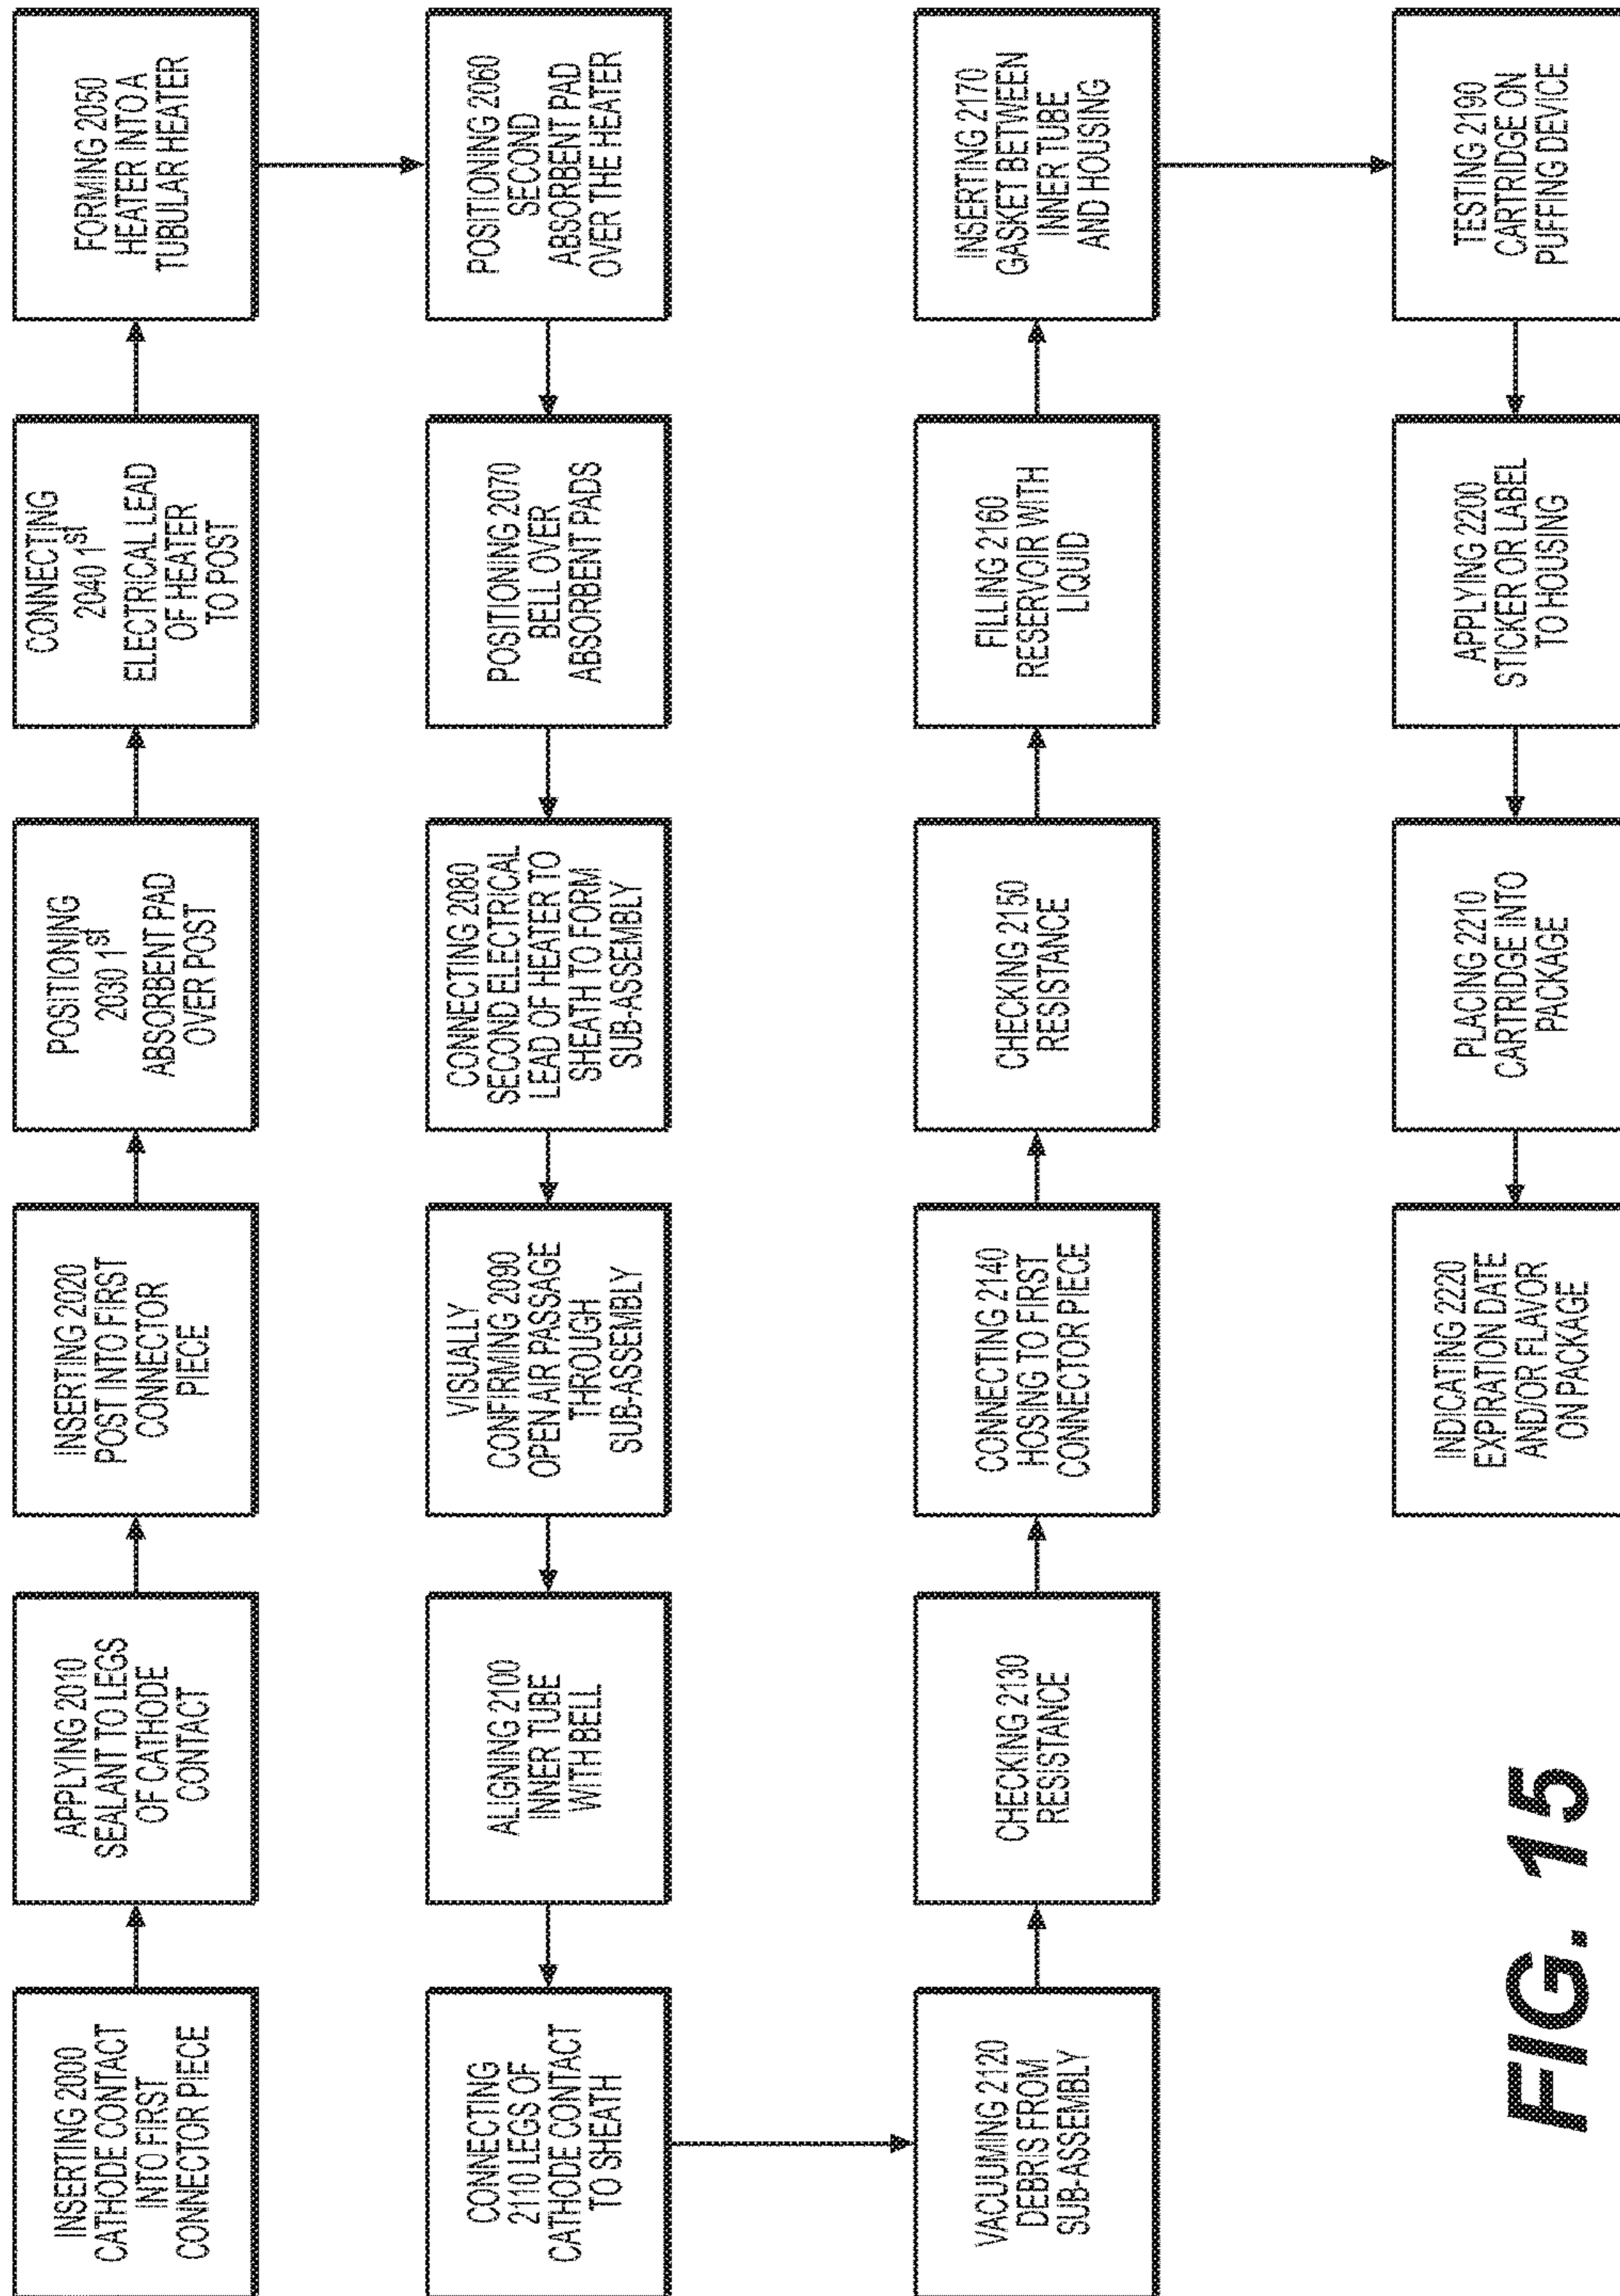 INSERTING 2000
CATHODE CONTACT
INTO FIRST
CONNECTOR PIECE
APPLYING 2010
SEALANT TO LEGS
OF CATHODE
CONTACT
INSERTING 2020
POST INTO FIRST
CONNECTOR
PIECE
POSITIONING
2030 1st
ABSORBENT PAD
OVER POST
CONNECTING
2040 1st
ELECTRICAL LEAD
OF HEATER
TO POST
FORMING 2050
HEATER INTO A
TUBULAR HEATER
POSITIONING 2060
SECOND
ABSORBENT PAD
OVER THE HEATER
POSITIONING 2070
BELL OVER
ABSORBENT PADS
CONNECTING 2080
SECOND ELECTRICAL
LEAD OF HEATER TO
SHEATH TO FORM
SUB-ASSEMBLY
VISUALLY
CONFIRMING 2090
OPEN AIR PASSAGE
THROUGH
SUB-ASSEMBLY
ALIGNING 2100
INNER TUBE
WITH BELL
CONNECTING
2110 LEGS OF
CATHODE CONTACT
TO SHEATH
VACUUMING 2120
DEBRIS FROM
SUB-ASSEMBLY
CHECKING 2130
RESISTANCE
CONNECTING 2140
HOSING TO FIRST
CONNECTOR PIECE
CHECKING 2150
RESISTANCE
FILLING 2160
RESERVOIR WITH
LIQUID
INSERTING 2170
GASKET BETWEEN
INNER TUBE
AND HOUSING
TESTING 2190
CARTRIDGE ON
PUFFING DEVICE
APPLYING 2200
STICKER OR LABEL
TO HOUSING
PLACING 2210
CARTRIDGE INTO
PACKAGE
INDICATING 2220
EXPIRATION DATE
AND/OR FLAVOR
ON PACKAGE
FIG. 15